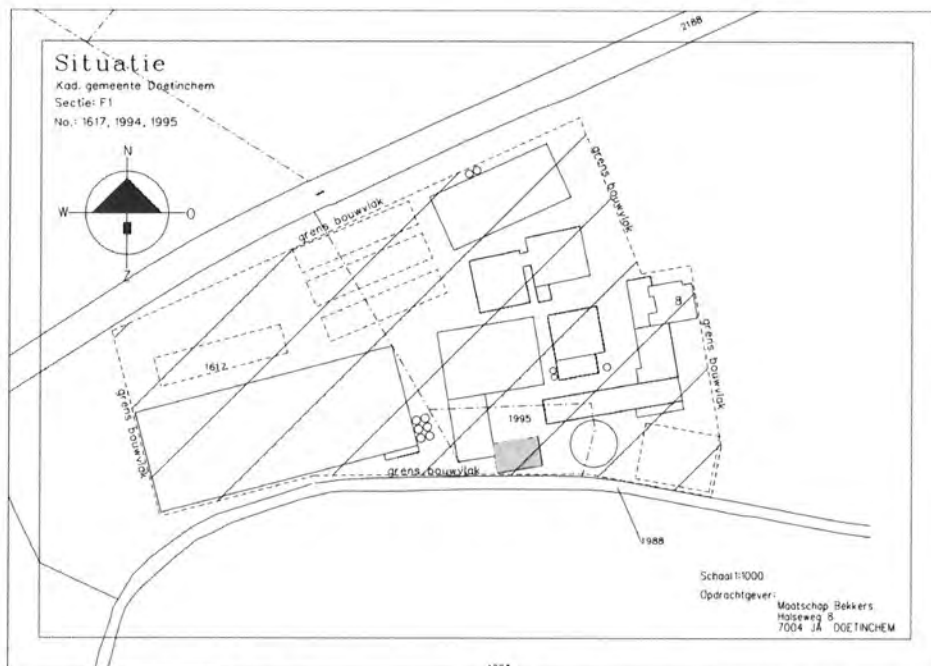 Situatie
Kad. gemeente Doetinchem
Sectie: F1
No.: 1617, 1994, 1995
N
W
O
Z
2188
grens bouwvlak
grens bouwvlak
8
1617
grens bouwvlak
grens bouwvlak
1995
grens bouwvlak
1988
Schaal 1:1000
Opdrachtgever:
Maatschap Bekkers
Halseweg 8
7004 JA DOETINCHEM